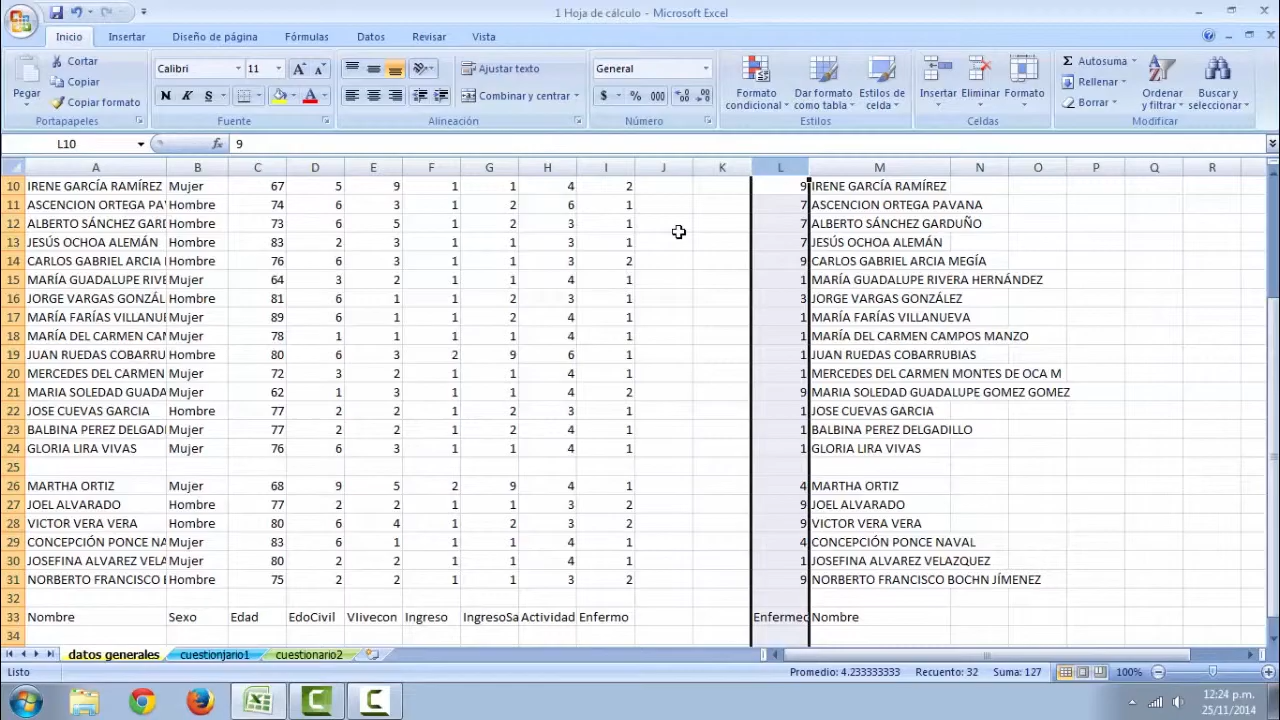 1 Hoja de cálculo - Microsoft Excel
Inicio Insertar Diseño de página Fórmulas Datos Revisar Vista
Pegar Cortar Copiar Copiar formato
Portapapeles
Calibri 11
N K S
Fuente
Ajustar texto
Combinar y centrar
Alineación
General
$ % 000
Número
Formato condicional Dar formato como tabla Estilos de celda
Estilos
Insertar Eliminar Formato
Celdas
Autosuma Rellenar Borrar Ordenar y filtrar Buscar y seleccionar
Modificar
L10 fx 9
A B C D E F G H I J K L M N O P Q R
10 IRENE GARCÍA RAMÍREZ Mujer 67 5 9 1 1 4 2 9 IRENE GARCÍA RAMÍREZ
11 ASCENCION ORTEGA PAV Hombre 74 6 3 1 2 6 1 7 ASCENCION ORTEGA PAVANA
12 ALBERTO SÁNCHEZ GARD Hombre 73 6 5 1 2 3 1 7 ALBERTO SÁNCHEZ GARDUÑO
13 JESÚS OCHOA ALEMÁN Hombre 83 2 3 1 1 3 1 7 JESÚS OCHOA ALEMÁN
14 CARLOS GABRIEL ARCIA Hombre 76 6 3 1 1 3 2 9 CARLOS GABRIEL ARCIA MEGÍA
15 MARÍA GUADALUPE RIVE Mujer 64 3 2 1 1 4 1 1 MARÍA GUADALUPE RIVERA HERNÁNDEZ
16 JORGE VARGAS GONZÁL Hombre 81 6 1 1 2 3 1 3 JORGE VARGAS GONZÁLEZ
17 MARÍA FARÍAS VILLANUE Mujer 89 6 1 1 2 4 1 1 MARÍA FARÍAS VILLANUEVA
18 MARÍA DEL CARMEN CAM Mujer 78 1 1 1 1 4 1 1 MARÍA DEL CARMEN CAMPOS MANZO
19 JUAN RUEDAS COBARRU Hombre 80 6 3 2 9 6 1 1 JUAN RUEDAS COBARRUBIAS
20 MERCEDES DEL CARMEN Mujer 72 3 2 1 1 4 1 1 MERCEDES DEL CARMEN MONTES DE OCA M
21 MARIA SOLEDAD GUADA Mujer 62 1 3 1 1 4 2 9 MARIA SOLEDAD GUADALUPE GOMEZ GOMEZ
22 JOSE CUEVAS GARCIA Hombre 77 2 2 1 2 3 1 1 JOSE CUEVAS GARCIA
23 BALBINA PEREZ DELGADI Mujer 77 2 2 1 2 4 1 1 BALBINA PEREZ DELGADILLO
24 GLORIA LIRA VIVAS Mujer 76 6 3 1 1 4 1 1 GLORIA LIRA VIVAS
25
26 MARTHA ORTIZ Mujer 68 9 5 2 9 4 1 4 MARTHA ORTIZ
27 JOEL ALVARADO Hombre 77 2 2 1 1 3 2 9 JOEL ALVARADO
28 VICTOR VERA VERA Hombre 80 6 4 1 2 3 2 9 VICTOR VERA VERA
29 CONCEPCIÓN PONCE NA Mujer 83 6 1 1 2 4 1 4 CONCEPCIÓN PONCE NAVAL
30 JOSEFINA ALVAREZ VELA Mujer 80 2 2 1 1 4 1 1 JOSEFINA ALVAREZ VELAZQUEZ
31 NORBERTO FRANCISCO Hombre 75 2 2 1 1 3 2 9 NORBERTO FRANCISCO BOCHN JÍMENEZ
32
33 Nombre Sexo Edad EdoCivil VIivecon Ingreso IngresoSa Actividad Enfermo Enfermed Nombre
34
datos generales cuestionjario1 cuestionario2
Listo Promedio: 4.233333333 Recuento: 32 Suma: 127 100%
12:24 p.m.
25/11/2014